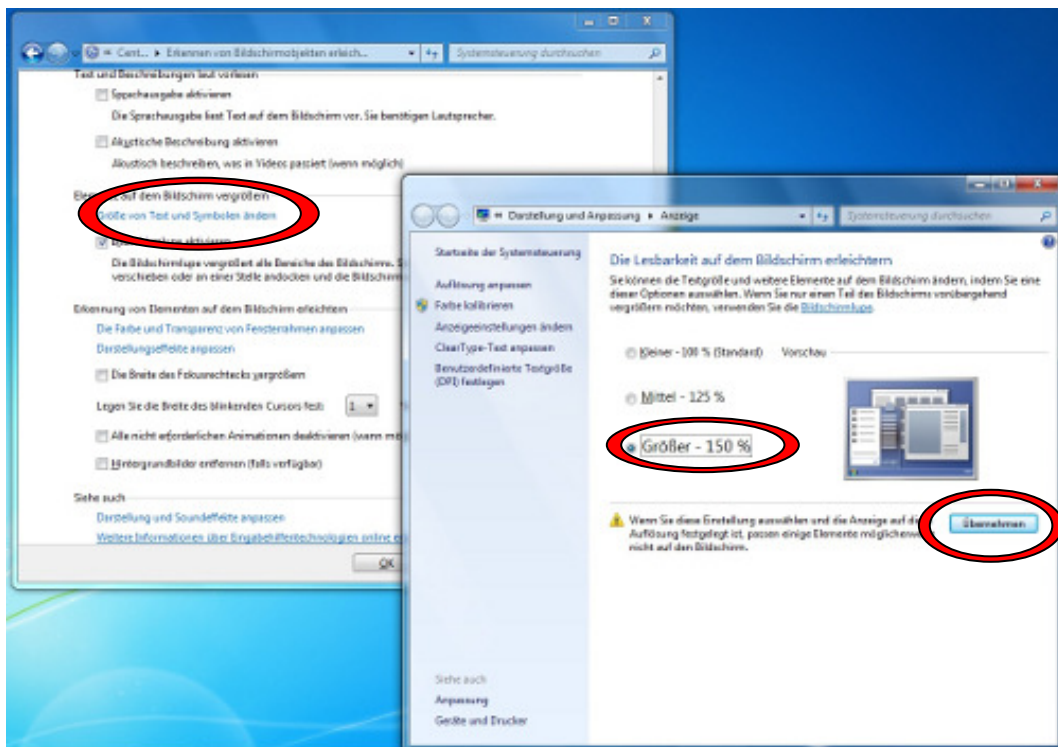 Cent... ▸ Erkennen von Bildschirmobjekten erleich...
Systemsteuerung durchsuchen
Text und Beschreibungen laut vorlesen
Sprachausgabe aktivieren
Die Sprachausgabe liest Text auf dem Bildschirm vor. Sie benötigen Lautsprecher.
Akustische Beschreibung aktivieren
Akustisch beschreiben, was in Videos passiert (wenn möglich)
Elemente auf dem Bildschirm vergrößern
Größe von Text und Symbolen ändern
aktivieren
Die Bildschirmlupe vergrößert alle Bereiche des Bildschirms. S
verschieben oder an einer Stelle andocken und die Bildschirm
Erkennung von Elementen auf dem Bildschirm erleichtern
Die Farbe und Transparenz von Fensterrahmen anpassen
Darstellungseffekte anpassen
Die Breite des Fokusrechtecks vergrößern
Legen Sie die Breite des blinkenden Cursors fest: 1
Alle nicht erforderlichen Animationen deaktivieren (wenn mö
Hintergrundbilder entfernen (falls verfügbar)
Siehe auch
Darstellung und Soundeffekte anpassen
Weitere Informationen über Eingabehilfentechnologien online
OK
Darstellung und Anpassung ▸ Anzeige
Systemsteuerung durchsuchen
Startseite der Systemsteuerung
Auflösung anpassen
Farbe kalibrieren
Anzeigeeinstellungen ändern
ClearType-Text anpassen
Benutzerdefinierte Textgröße
(DPI) festlegen
Siehe auch
Anpassung
Geräte und Drucker
Die Lesbarkeit auf dem Bildschirm erleichtern
Sie können die Textgröße und weitere Elemente auf dem Bildschirm ändern, indem Sie eine
dieser Optionen auswählen. Wenn Sie nur einen Teil des Bildschirms vorübergehend
vergrößern möchten, verwenden Sie die Bildschirmlupe.
Kleiner - 100 % (Standard) Vorschau
Mittel - 125 %
Größer - 150 %
Wenn Sie diese Einstellung auswählen und die Anzeige auf di
Auflösung festgelegt ist, passen einige Elemente möglicherwe
nicht auf den Bildschirm.
Übernehmen